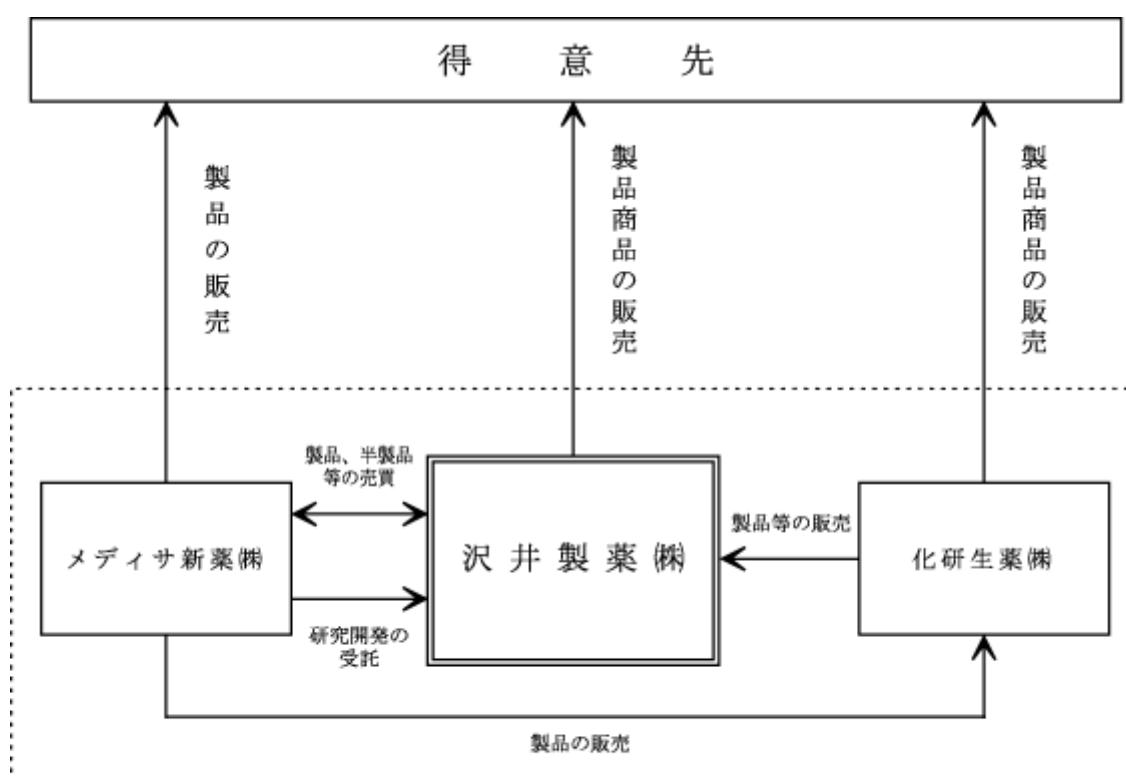 得意先
製品の販売
製品商品の販売
製品商品の販売
製品、半製品
等の売買
メディサ新薬㈱
沢井製薬㈱
製品等の販売
化研生薬㈱
研究開発の
受託
製品の販売